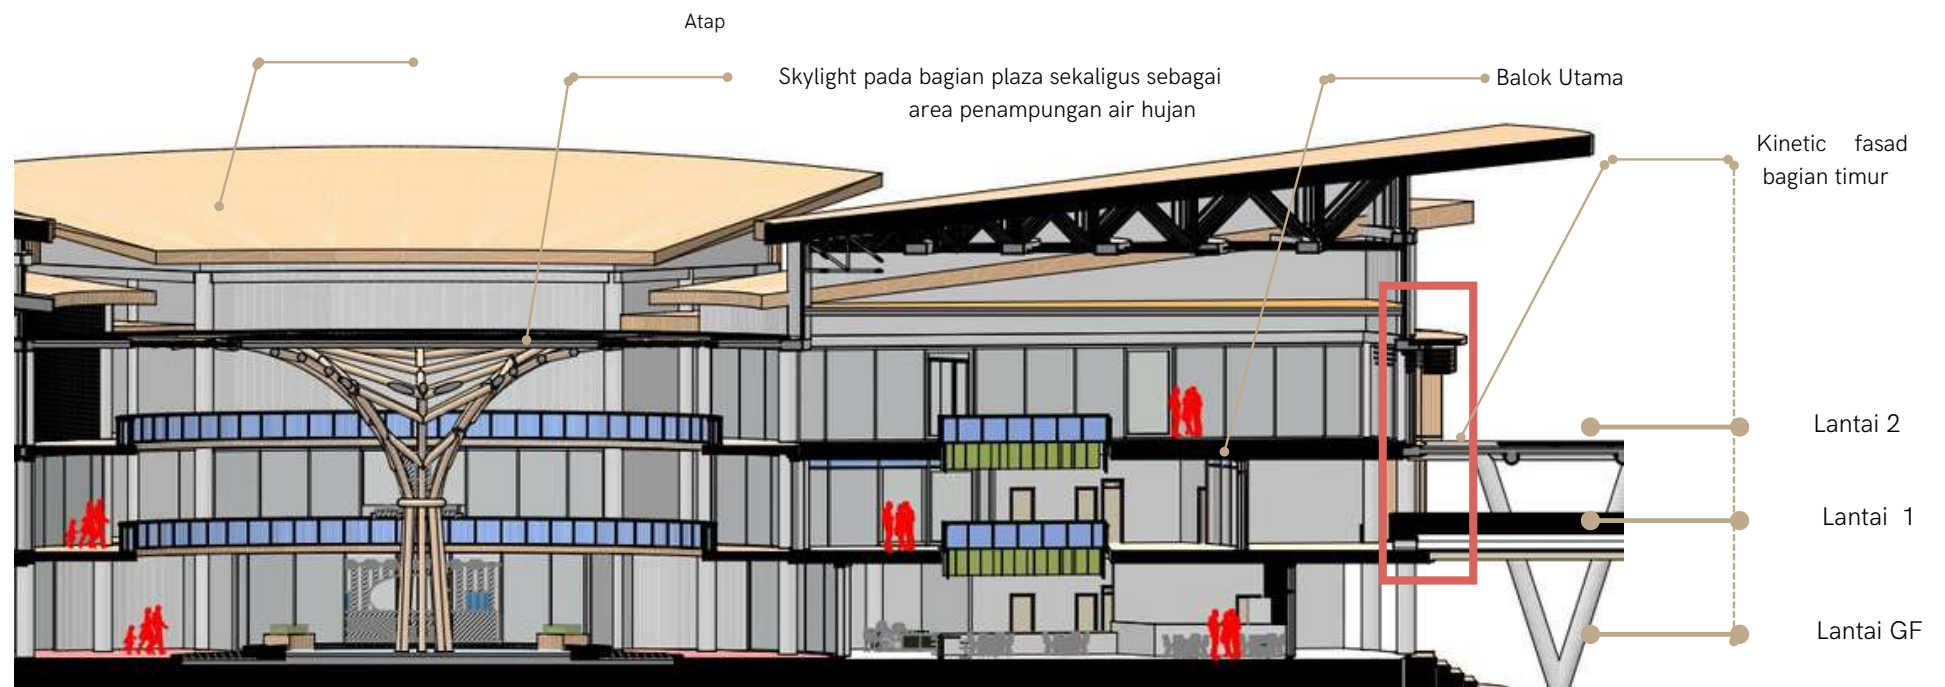 Atap
Skylight pada bagian plaza sekaligus sebagai
area penampungan air hujan
Balok Utama
Kinetic fasad
bagian timur
Lantai 2
Lantai 1
Lantai GF